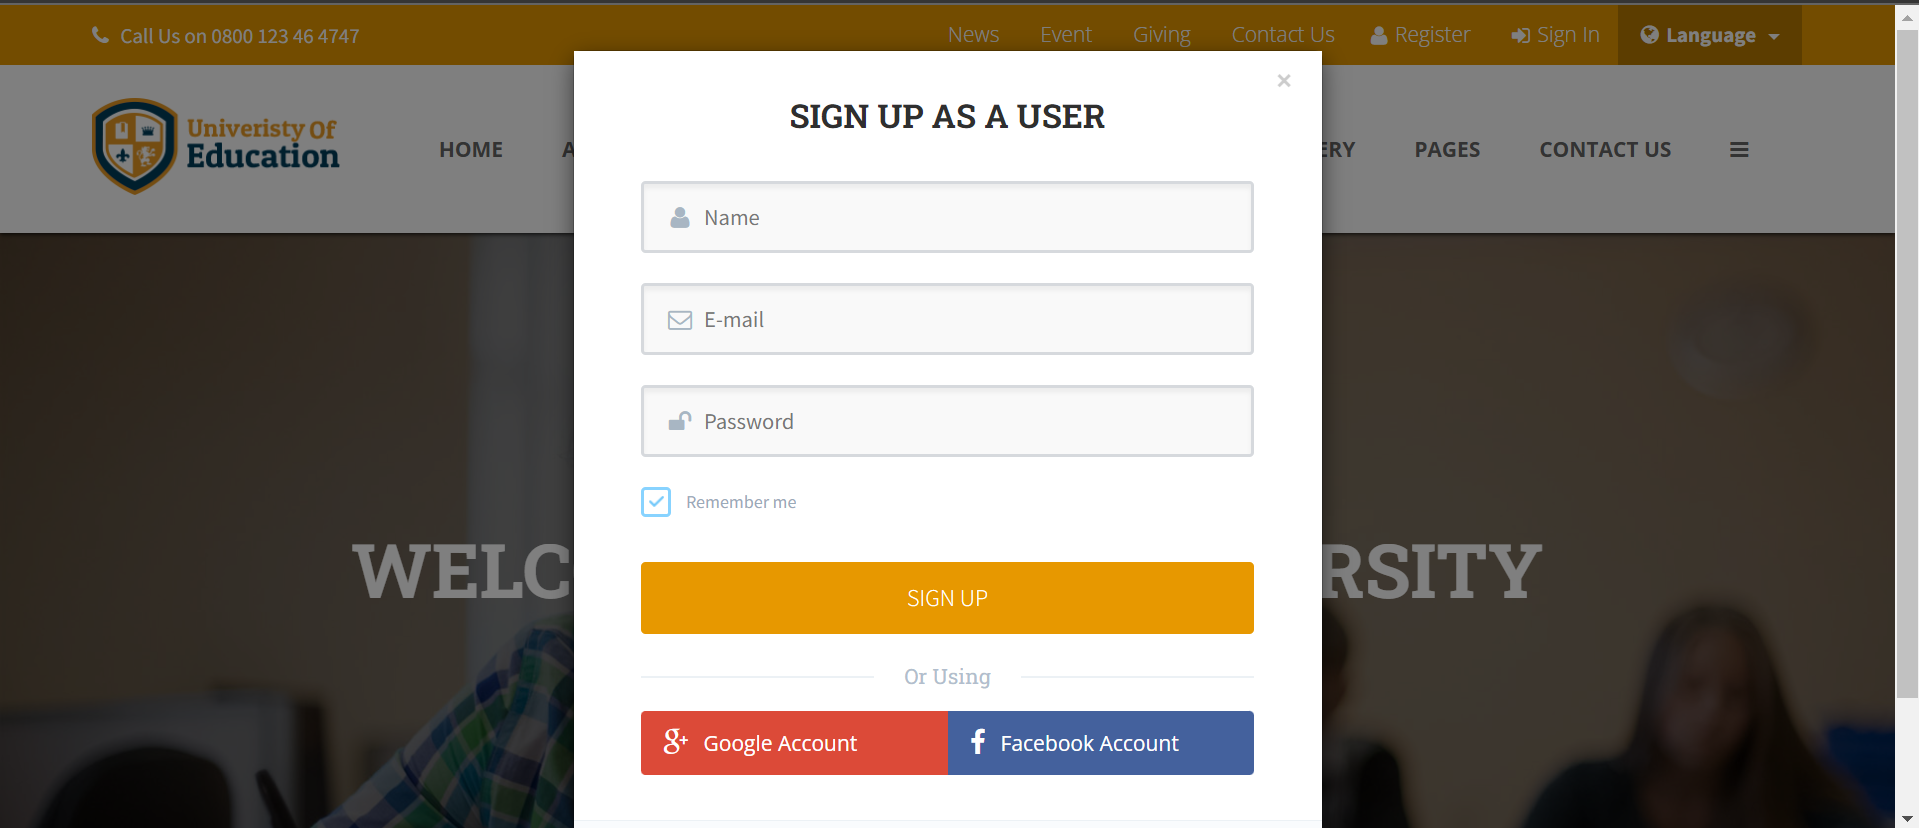 Call Us on 0800 123 46 4747
News Event Giving Contact Us Register Sign In Language
×
SIGN UP AS A USER
Univeristy Of
Education
HOME A ERY PAGES CONTACT US
Name
E-mail
Password
Remember me
WELC RSITY
SIGN UP
Or Using
g+ Google Account f Facebook Account